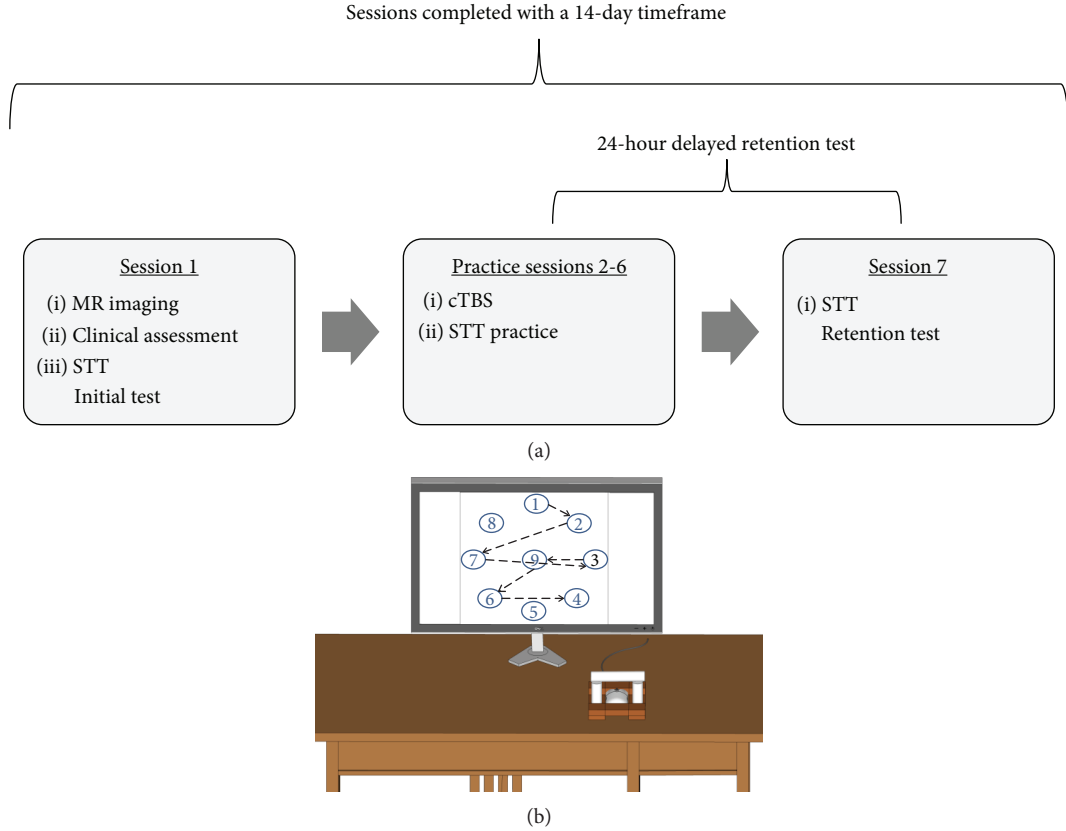 Sessions completed with a 14-day timeframe
24-hour delayed retention test
Session 1
(i) MR imaging
(ii) Clinical assessment
(iii) STT
Initial test
Practice sessions 2-6
(i) cTBS
(ii) STT practice
Session 7
(i) STT
Retention test
(a)
1
8
2
7
9
3
6
5
4
(b)